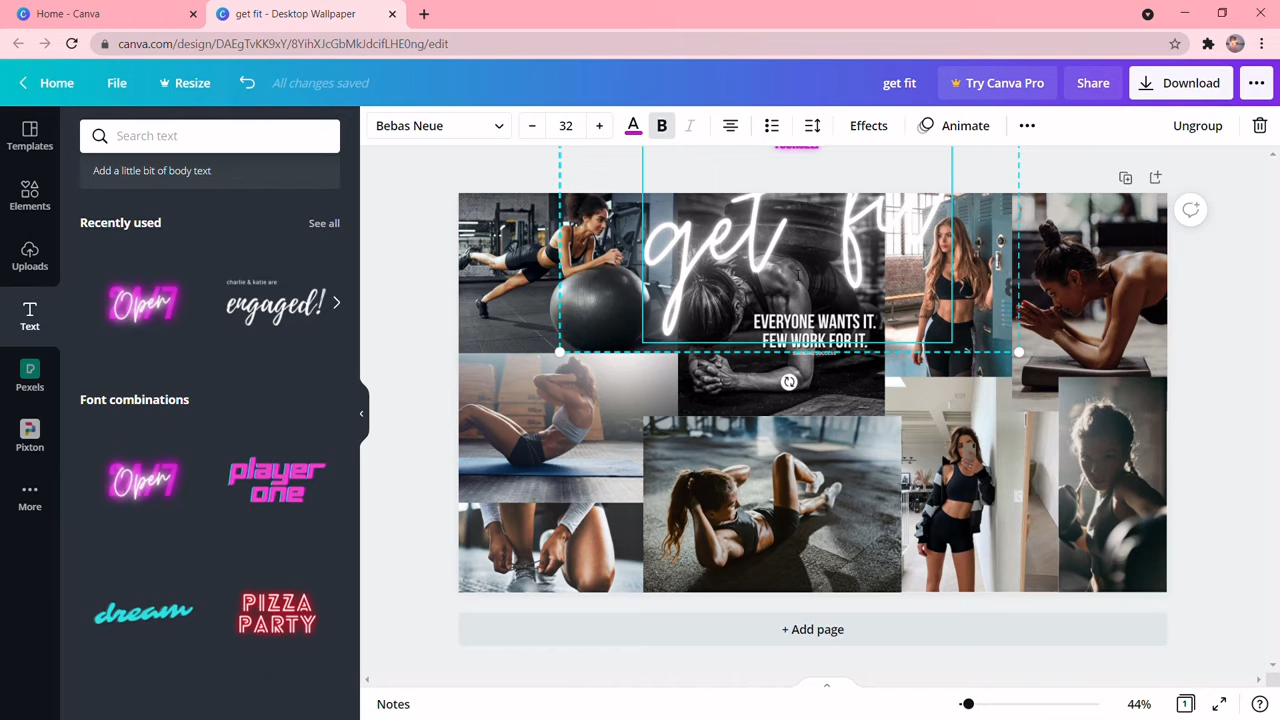 Home - Canva
get fit - Desktop Wallpaper
canva.com/design/DAEgTvKK9xY/8YihXJcGbMkJdcifLHE0ng/edit
Home
File
Resize
All changes saved
get fit
Try Canva Pro
Share
Download
Bebas Neue
32
A
B
I
Effects
Animate
Ungroup
Templates
Elements
Uploads
Text
Pexels
Pixton
More
Search text
Add a little bit of body text
Recently used
See all
Open
charlie & katie are
engaged!
Font combinations
Open
player
one
dream
PIZZA
PARTY
YOURSELF
get fit
EVERYONE WANTS IT.
FEW WORK FOR IT.
+ Add page
Notes
44%
1